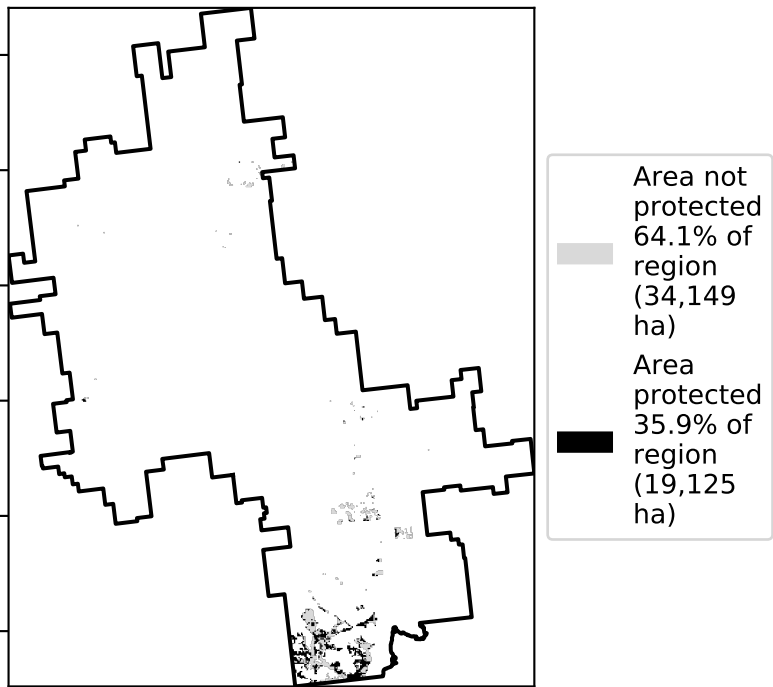 Area not
protected
64.1% of
region
(34,149
ha)
Area
protected
35.9% of
region
(19,125
ha)